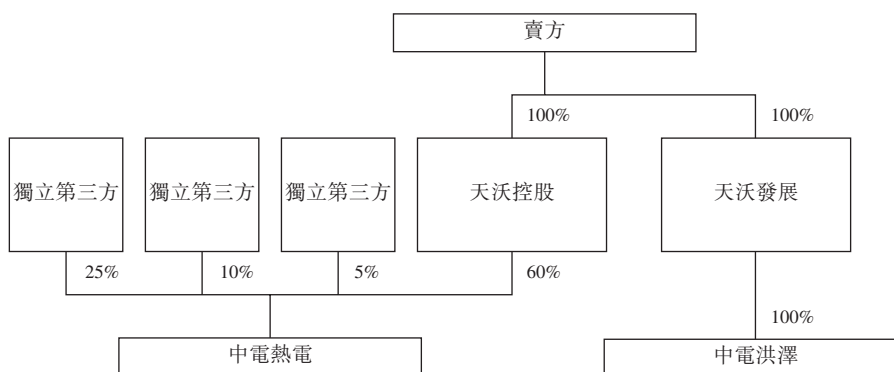 賣方
100%
100%
獨立第三方
獨立第三方
獨立第三方
天沃控股
天沃發展
25%
10%
5%
60%
100%
中電熱電
中電洪澤